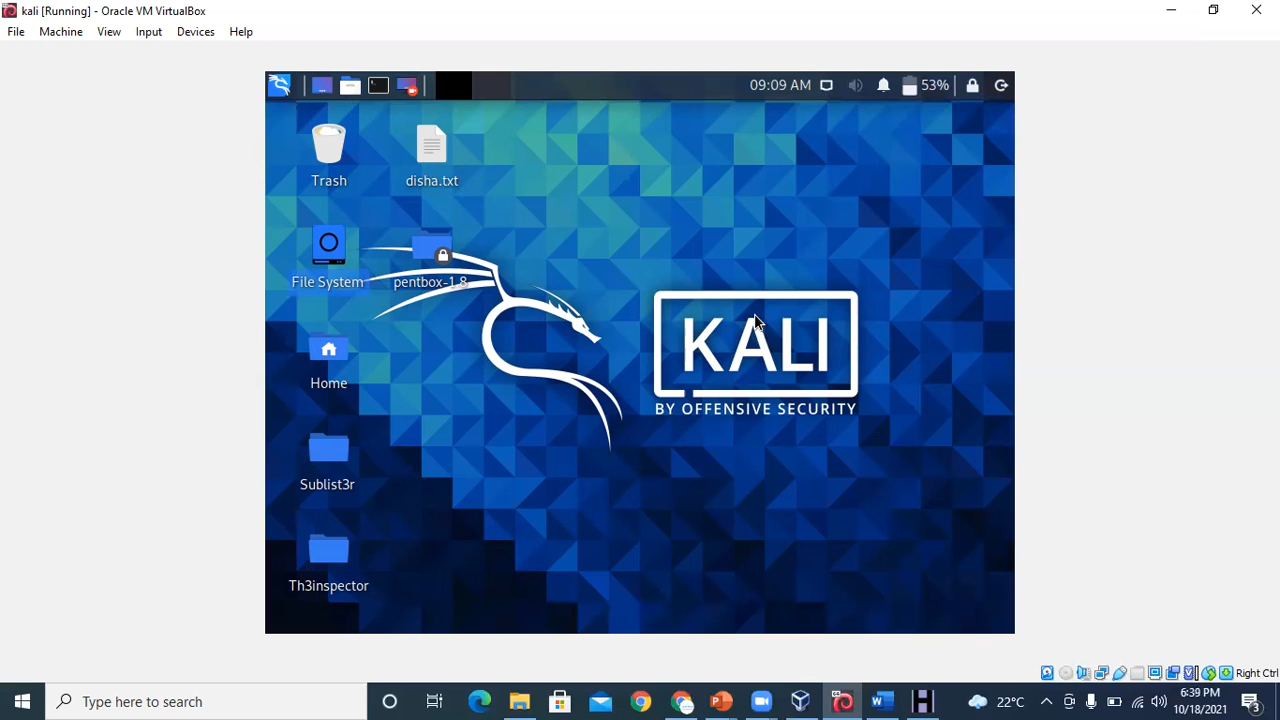 kali [Running] - Oracle VM VirtualBox
File Machine View Input Devices Help
09:09 AM 53%
Trash
disha.txt
File System
pentbox-1.8
Home
Sublist3r
Th3inspector
KALI
BY OFFENSIVE SECURITY
Right Ctrl
Type here to search
22°C
6:39 PM
10/18/2021
3